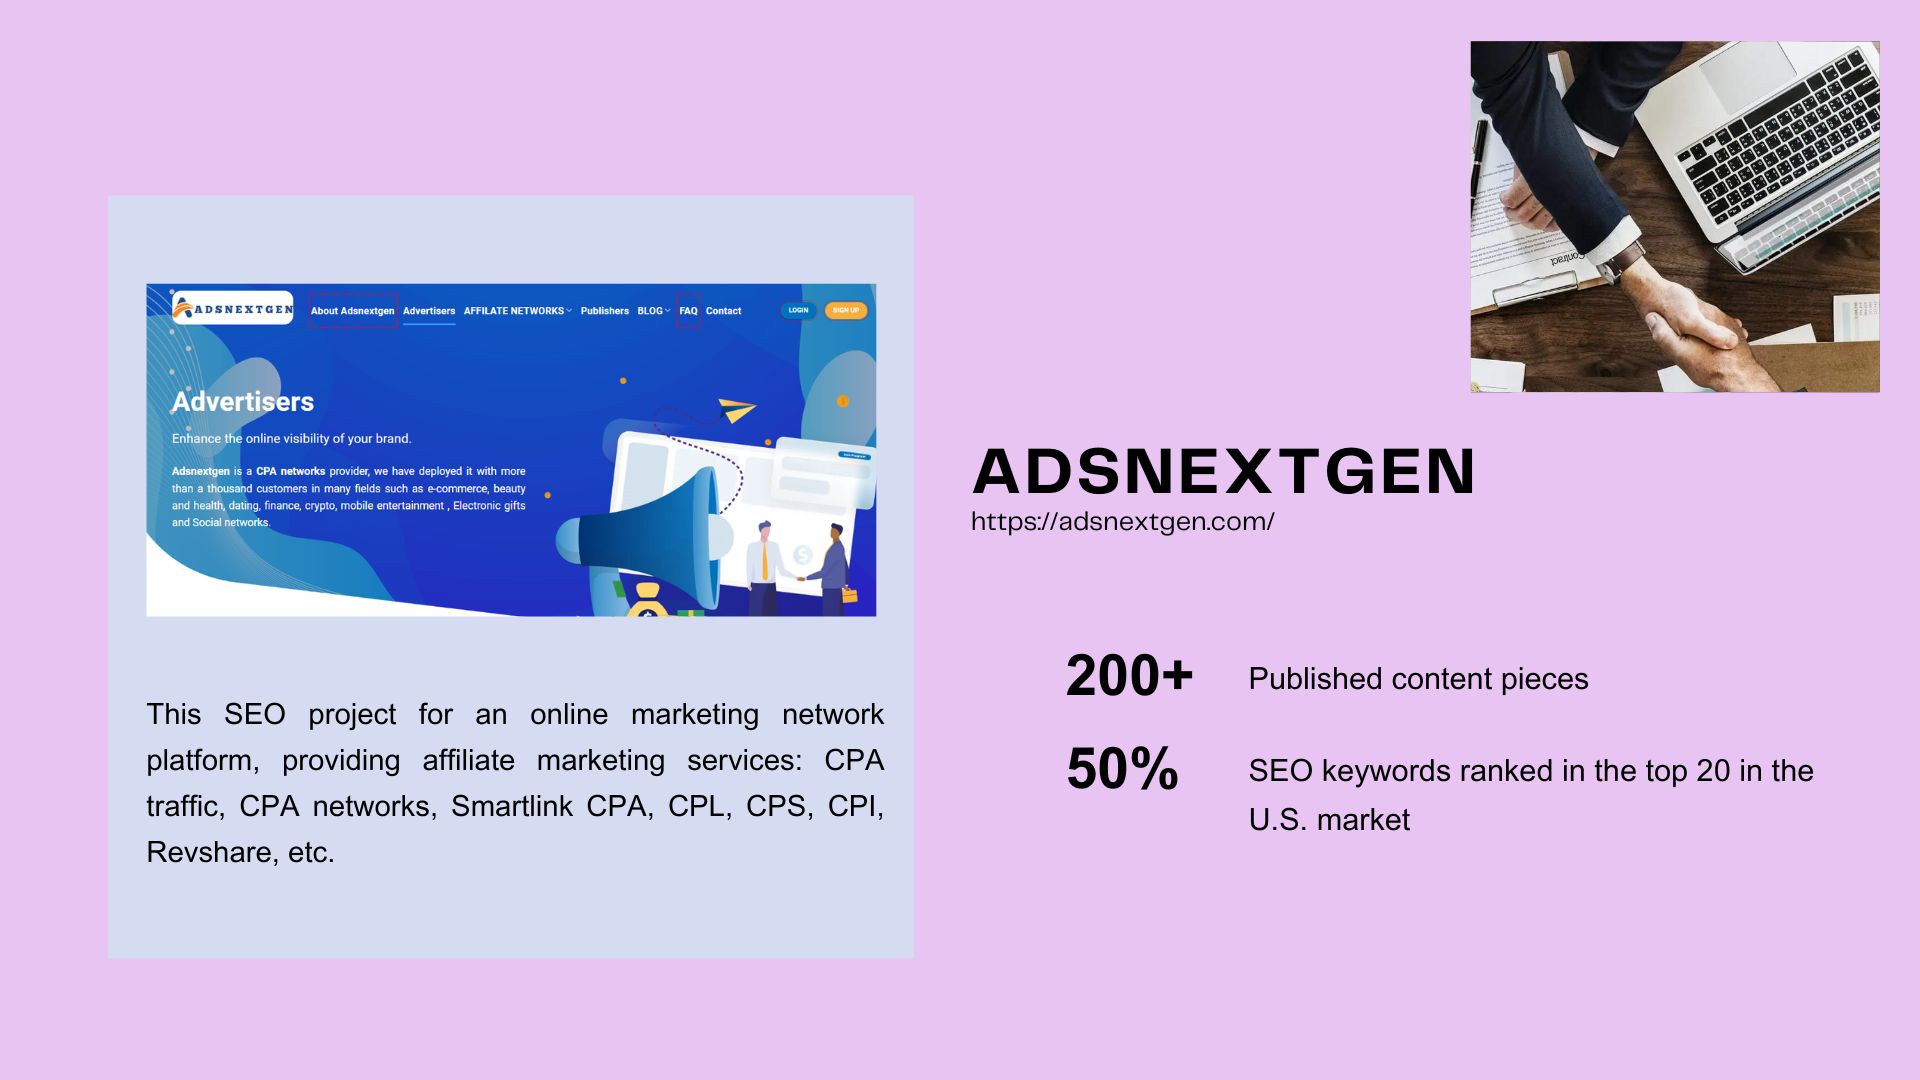 ADSNEXTGEN
About Adsnextgen Advertisers AFFILATE NETWORKS Publishers BLOG FAQ Contact LOGIN SIGN UP
Advertisers
Enhance the online visibility of your brand.
Adsnextgen is a CPA networks provider, we have deployed it with more
than a thousand customers in many fields such as e-commerce, beauty
and health, dating, finance, crypto, mobile entertainment , Electronic gifts
and Social networks.
This SEO project for an online marketing network
platform, providing affiliate marketing services: CPA
traffic, CPA networks, Smartlink CPA, CPL, CPS, CPI,
Revshare, etc.
Contract
ADSNEXTGEN
https://adsnextgen.com/
200+ Published content pieces
50% SEO keywords ranked in the top 20 in the
U.S. market